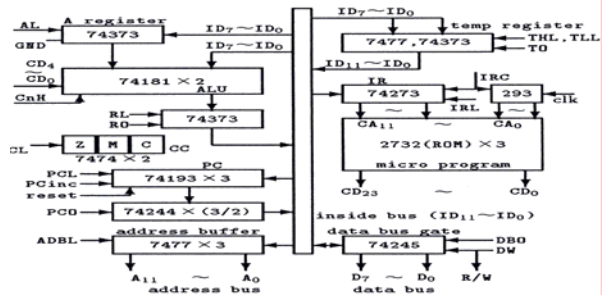 A register
AL
74373
GND
ID7~ID0
ID7~ID0
CD4
~
CD0
CnH
74181×2
ALU
RL
RO
74373
CL
Z M C
CC
7474×2
PC
PCL
PCinc
reset
74193×3
PCO
74244×(3/2)
address buffer
ADBL
7477×3
A11 ~ A0
address bus
ID7~ID0
temp register
7477,74373
THL,TLL
TO
ID11~ID0
IR
IRC
74273
293
IRL
clk
~ ~
CA11 CA0
2732(ROM)×3
micro program
CD23 ~ CD0
inside bus (ID11~ID0)
data bus gate
74245
DBO
DW
D7 ~ D0
R/W
data bus